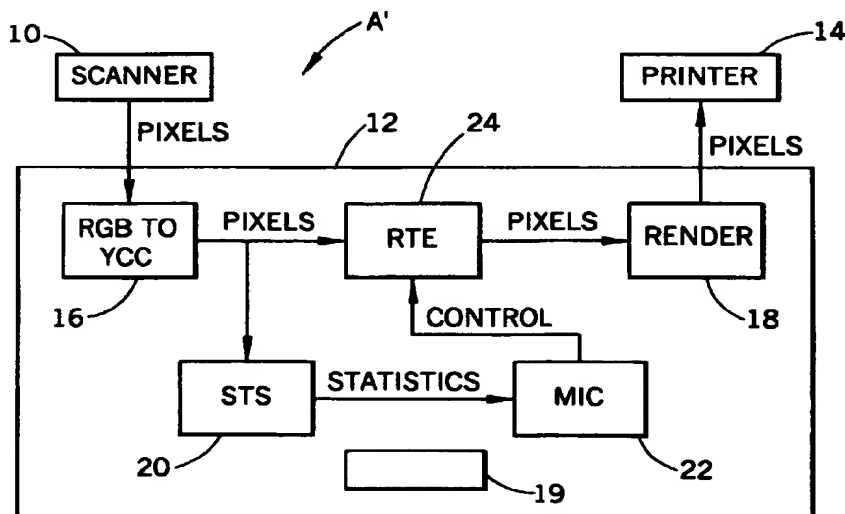 A'
10
14
SCANNER
PRINTER
PIXELS
12
24
PIXELS
RGB TO
YCC
PIXELS
RTE
PIXELS
RENDER
16
CONTROL
18
STS
STATISTICS
MIC
20
19
22